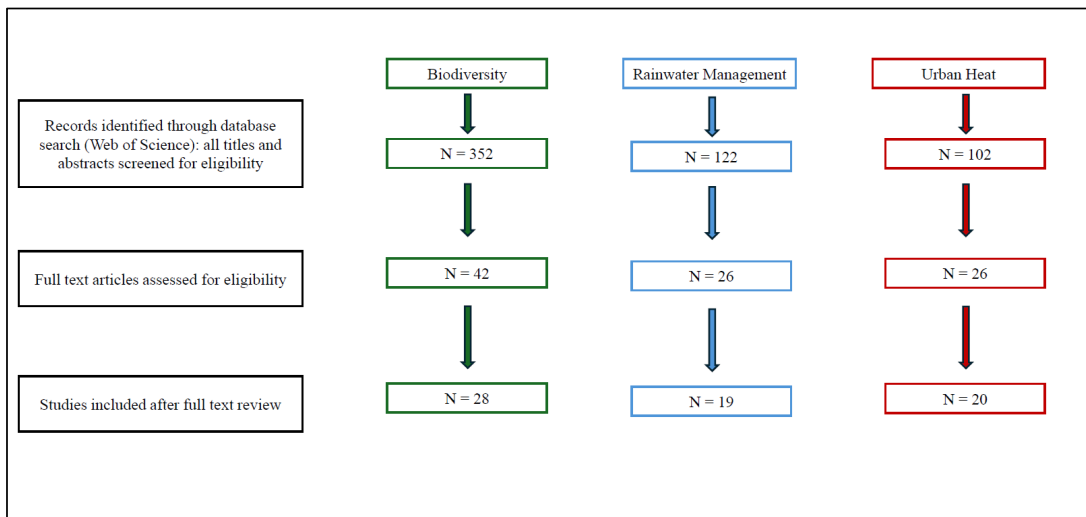 Biodiversity
Rainwater Management
Urban Heat
Records identified through database
search (Web of Science): all titles and
abstracts screened for eligibility
N = 352
N = 122
N = 102
Full text articles assessed for eligibility
N = 42
N = 26
N = 26
Studies included after full text review
N = 28
N = 19
N = 20